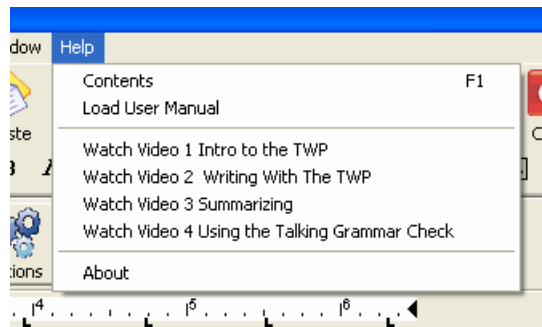 dow Help
Contents F1
Load User Manual
ste
Watch Video 1 Intro to the TWP
Watch Video 2  Writing With The TWP
Watch Video 3 Summarizing
Watch Video 4 Using the Talking Grammar Check
tions
About
4 5 6